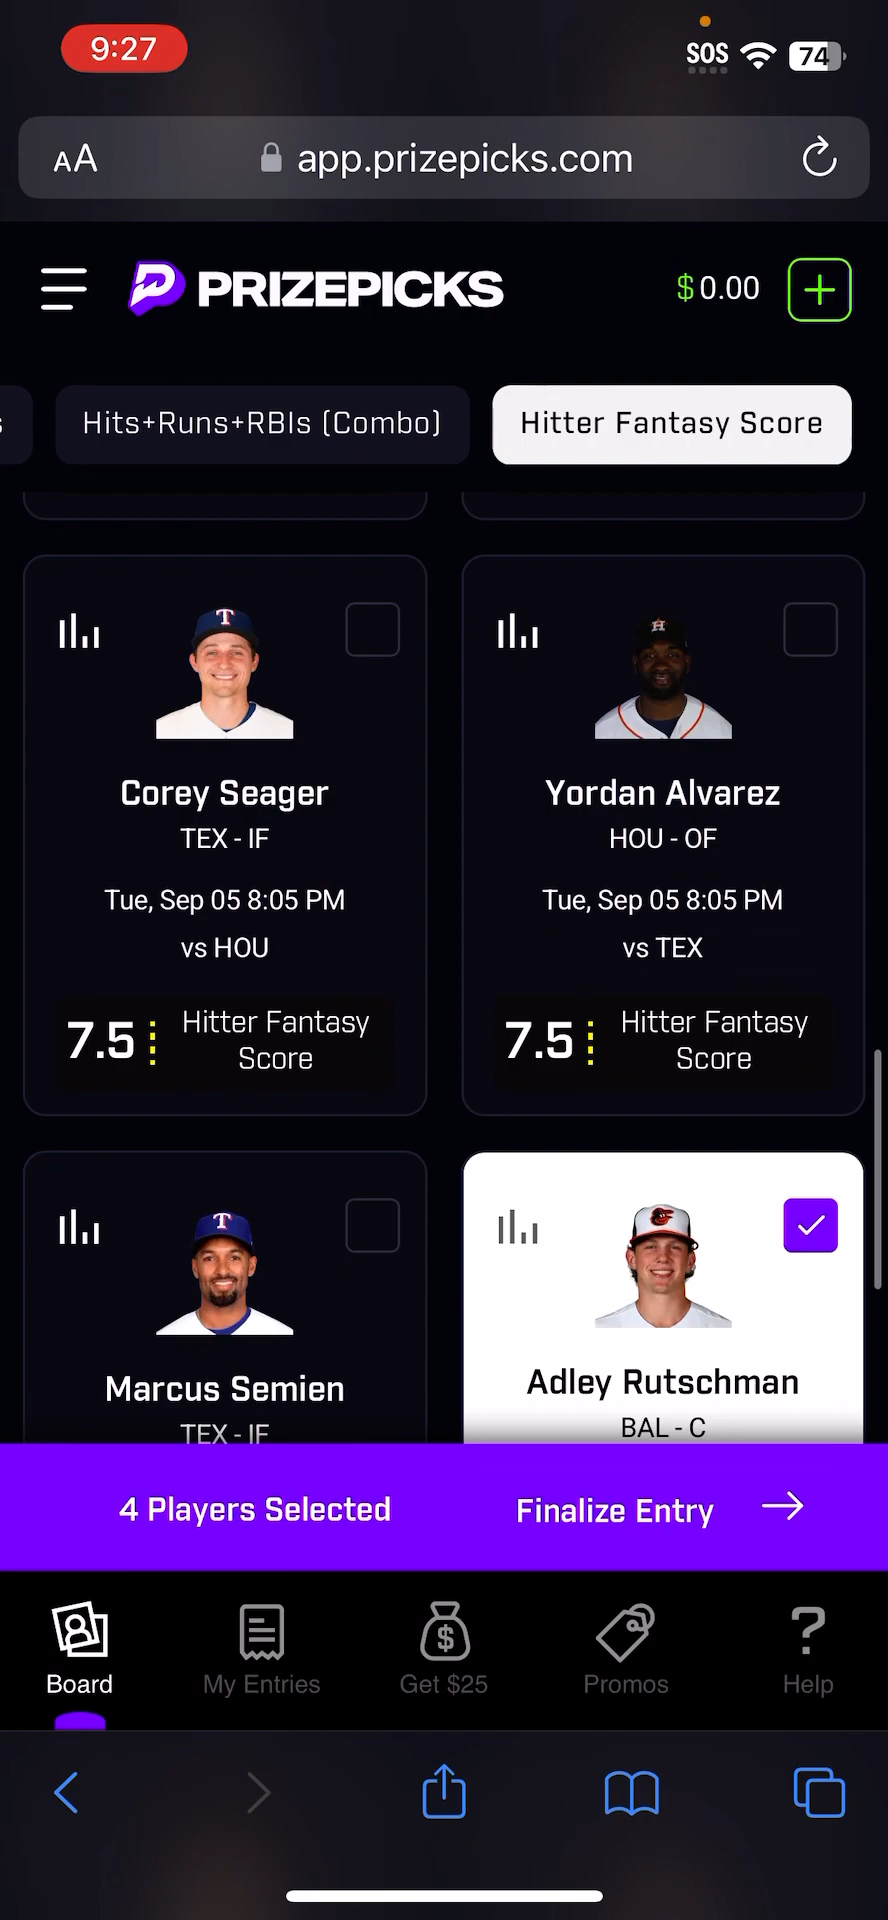 9:27
SOS
74
AA
app.prizepicks.com
PRIZEPICKS
$0.00
s
Hits+Runs+RBIs (Combo)
Hitter Fantasy Score
Corey Seager
TEX - IF
Tue, Sep 05 8:05 PM
vs HOU
7.5
Hitter Fantasy
Score
Yordan Alvarez
HOU - OF
Tue, Sep 05 8:05 PM
vs TEX
7.5
Hitter Fantasy
Score
Marcus Semien
TEX - IF
Adley Rutschman
BAL - C
4 Players Selected
Finalize Entry
Board
My Entries
Get $25
Promos
Help